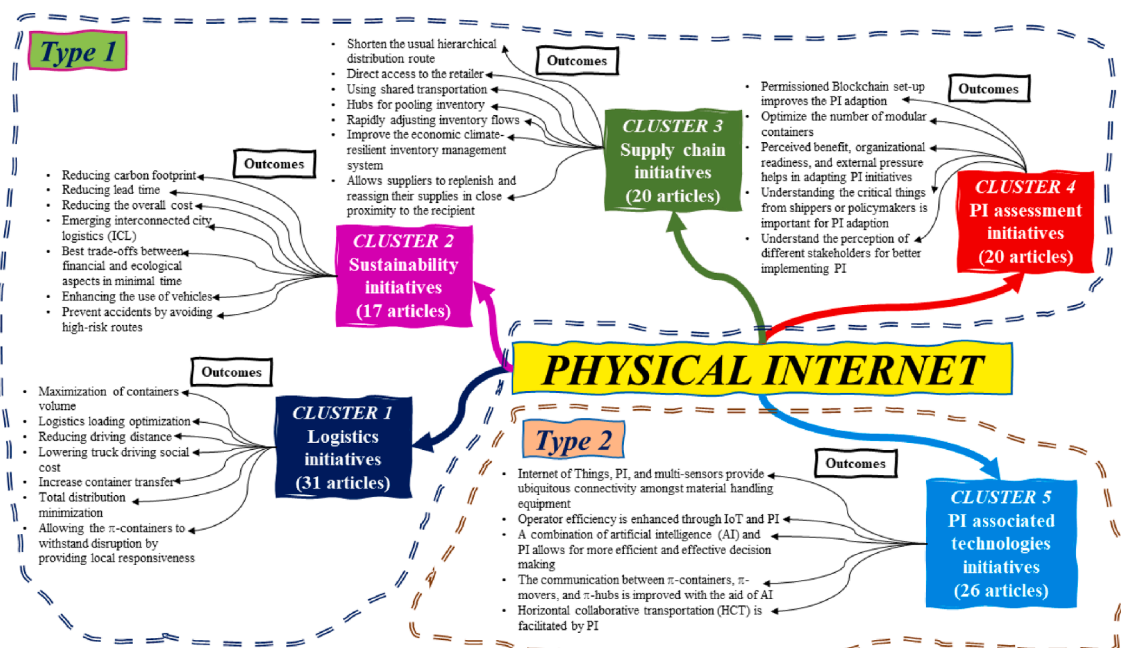 Type 1
Outcomes
• Shorten the usual hierarchical
distribution route
• Direct access to the retailer
• Using shared transportation
• Hubs for pooling inventory
• Rapidly adjusting inventory flows
• Improve the economic climate-
resilient inventory management
system
• Allows suppliers to replenish and
reassign their supplies in close
proximity to the recipient
CLUSTER 3
Supply chain
initiatives
(20 articles)
Outcomes
• Permissioned Blockchain set-up
improves the PI adaption
• Optimize the number of modular
containers
• Perceived benefit, organizational
readiness, and external pressure
helps in adapting PI initiatives
• Understanding the critical things
from shippers or policymakers is
important for PI adaption
• Understand the perception of
different stakeholders for better
implementing PI
CLUSTER 4
PI assessment
initiatives
(20 articles)
Outcomes
• Reducing carbon footprint
• Reducing lead time
• Reducing the overall cost
• Emerging interconnected city
logistics (ICL)
• Best trade-offs between
financial and ecological
aspects in minimal time
• Enhancing the use of vehicles
• Prevent accidents by avoiding
high-risk routes
CLUSTER 2
Sustainability
initiatives
(17 articles)
PHYSICAL INTERNET
Outcomes
• Maximization of containers
volume
• Logistics loading optimization
• Reducing driving distance
• Lowering truck driving social
cost
• Increase container transfer
• Total distribution
minimization
• Allowing the π-containers to
withstand disruption by
providing local responsiveness
CLUSTER 1
Logistics
initiatives
(31 articles)
Type 2
Outcomes
• Internet of Things, PI, and multi-sensors provide
ubiquitous connectivity amongst material handling
equipment
• Operator efficiency is enhanced through IoT and PI
• A combination of artificial intelligence (AI) and
PI allows for more efficient and effective decision
making
• The communication between π-containers, π-
movers, and π-hubs is improved with the aid of AI
• Horizontal collaborative transportation (HCT) is
facilitated by PI
CLUSTER 5
PI associated
technologies
initiatives
(26 articles)